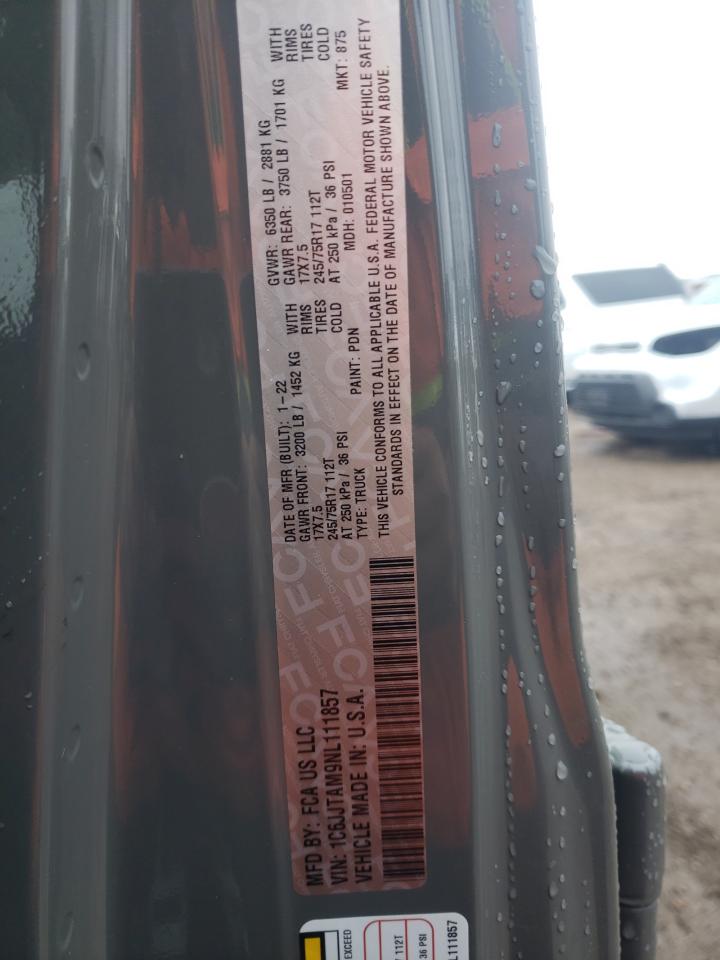 MFD BY: FCA US LLC
DATE OF MFR (BUILT): 1-22
GVWR: 6350 LB / 2881 KG
VIN: 1C6JJTAM9NL111857
GAWR FRONT: 3200 LB / 1452 KG WITH
GAWR REAR: 3750 LB / 1701 KG WITH
17X7.5 RIMS
17X7.5 RIMS
245/75R17 112T TIRES
245/75R17 112T TIRES
VEHICLE MADE IN: U.S.A.
AT 250 kPa / 36 PSI COLD
AT 250 kPa / 36 PSI COLD
TYPE: TRUCK PAINT: PDN MDH: 010501 MKT: 875
THIS VEHICLE CONFORMS TO ALL APPLICABLE U.S.A. FEDERAL MOTOR VEHICLE SAFETY
STANDARDS IN EFFECT ON THE DATE OF MANUFACTURE SHOWN ABOVE.
EXCEED
112T
36 PSI
L111857